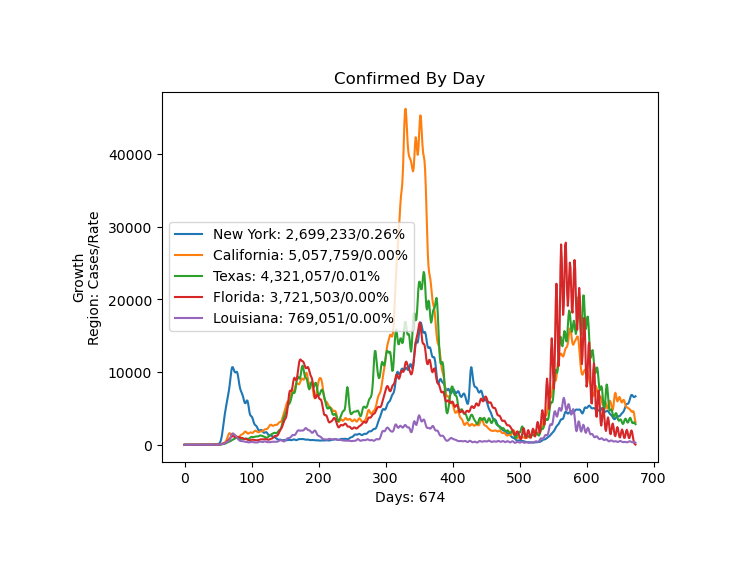 Confirmed By Day
Growth
Region: Cases/Rate
40000
30000
20000
10000
0
New York: 2,699,233/0.26%
California: 5,057,759/0.00%
Texas: 4,321,057/0.01%
Florida: 3,721,503/0.00%
Louisiana: 769,051/0.00%
0 100 200 300 400 500 600 700
Days: 674